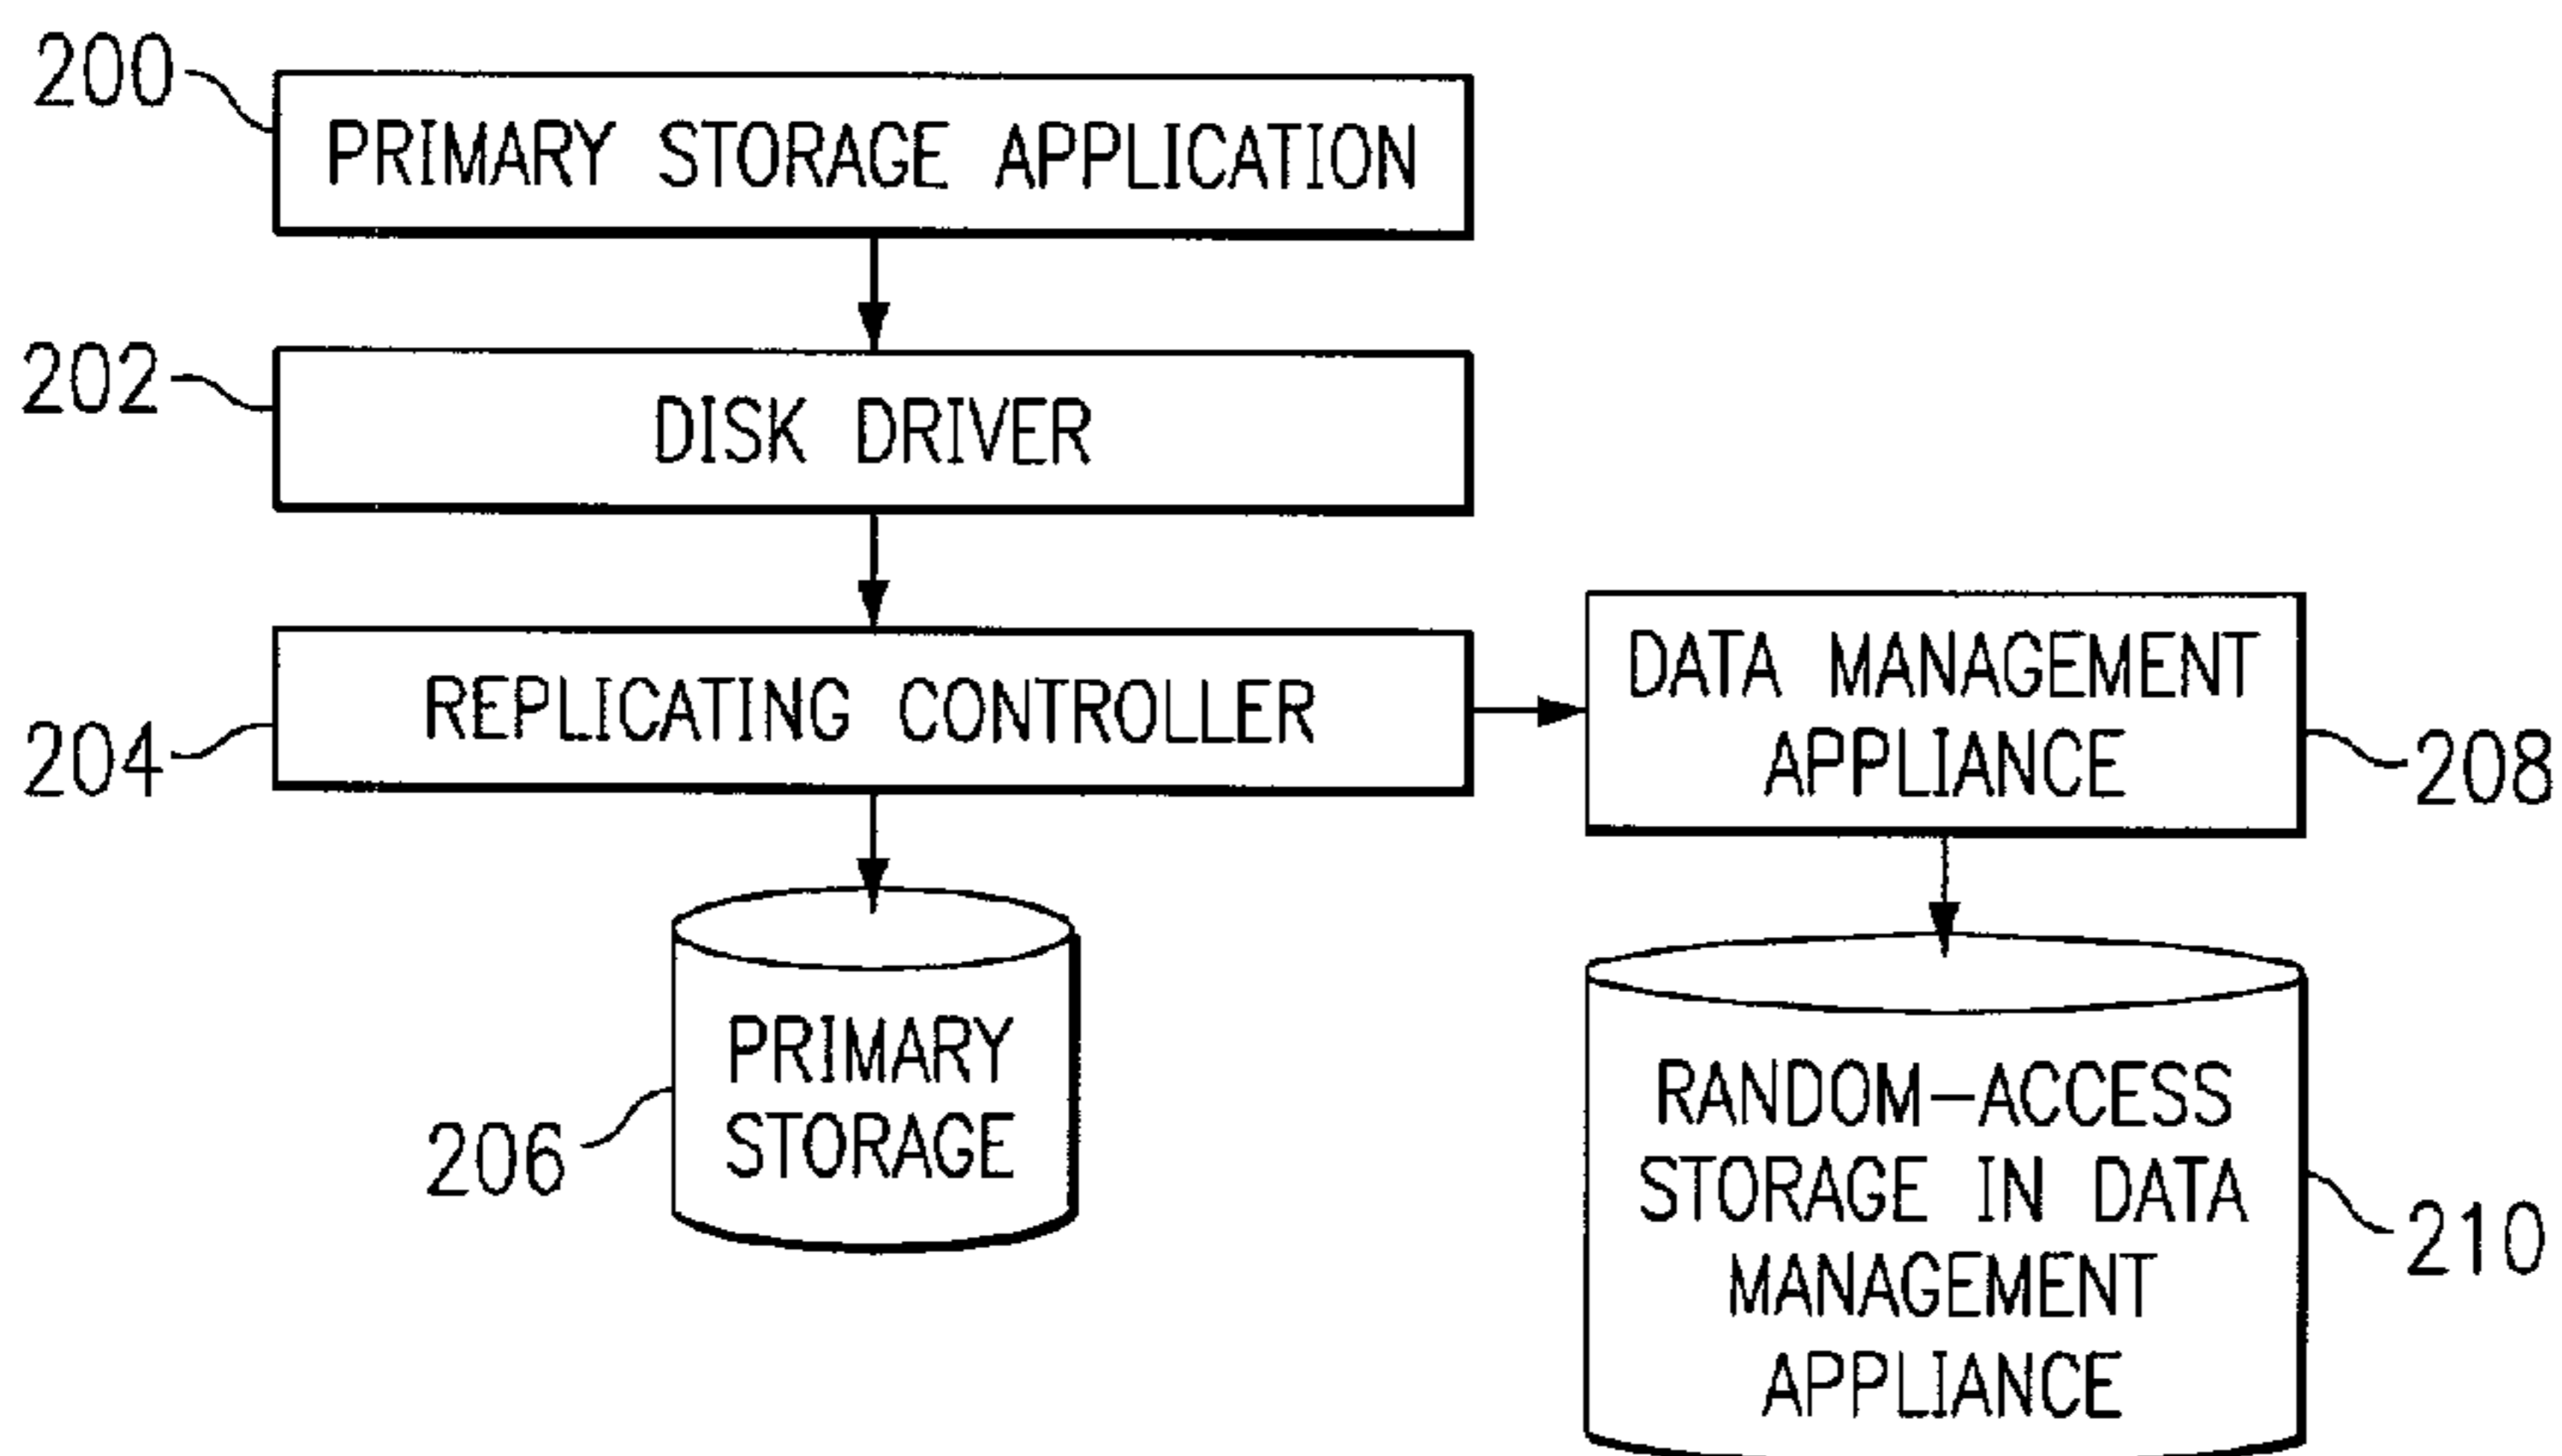 200
PRIMARY STORAGE APPLICATION
202
DISK DRIVER
204
REPLICATING CONTROLLER
DATA MANAGEMENT
APPLIANCE
208
206
PRIMARY
STORAGE
RANDOM-ACCESS
STORAGE IN DATA
MANAGEMENT
APPLIANCE
210